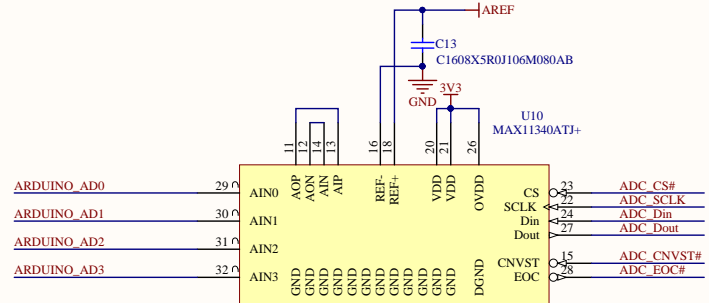 AREF
C13
C1608X5R0J106M080AB
GND
3V3
U10
MAX11340ATJ+
11 12 14 13 16 18 20 21 26
AOP AON AIN AIP REF- REF+ VDD VDD OVDD
ARDUINO_AD0 29 AIN0
ARDUINO_AD1 30 AIN1
ARDUINO_AD2 31 AIN2
ARDUINO_AD3 32 AIN3
CS 23 ADC_CS#
SCLK 22 ADC_SCLK
Din 24 ADC_Din
Dout 27 ADC_Dout
CNVST 15 ADC_CNVST#
EOC 28 ADC_EOC#
GND GND GND GND GND GND GND GND GND GND GND GND DGND